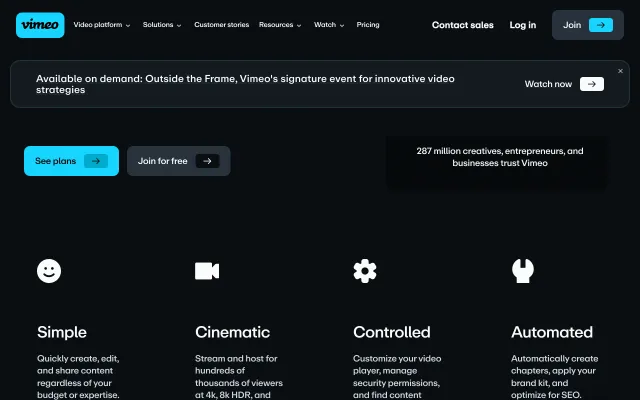 vimeo
Video platform
Solutions
Customer stories
Resources
Watch
Pricing
Contact sales
Log in
Join
Available on demand: Outside the Frame, Vimeo's signature event for innovative video
strategies
Watch now
See plans
Join for free
287 million creatives, entrepreneurs, and
businesses trust Vimeo
Simple
Quickly create, edit,
and share content
regardless of your
budget or expertise.
Cinematic
Stream and host for
hundreds of
thousands of viewers
at 4k, 8k HDR, and
Controlled
Customize your video
player, manage
security permissions,
and find content
Automated
Automatically create
chapters, apply your
brand kit, and
optimize for SEO.